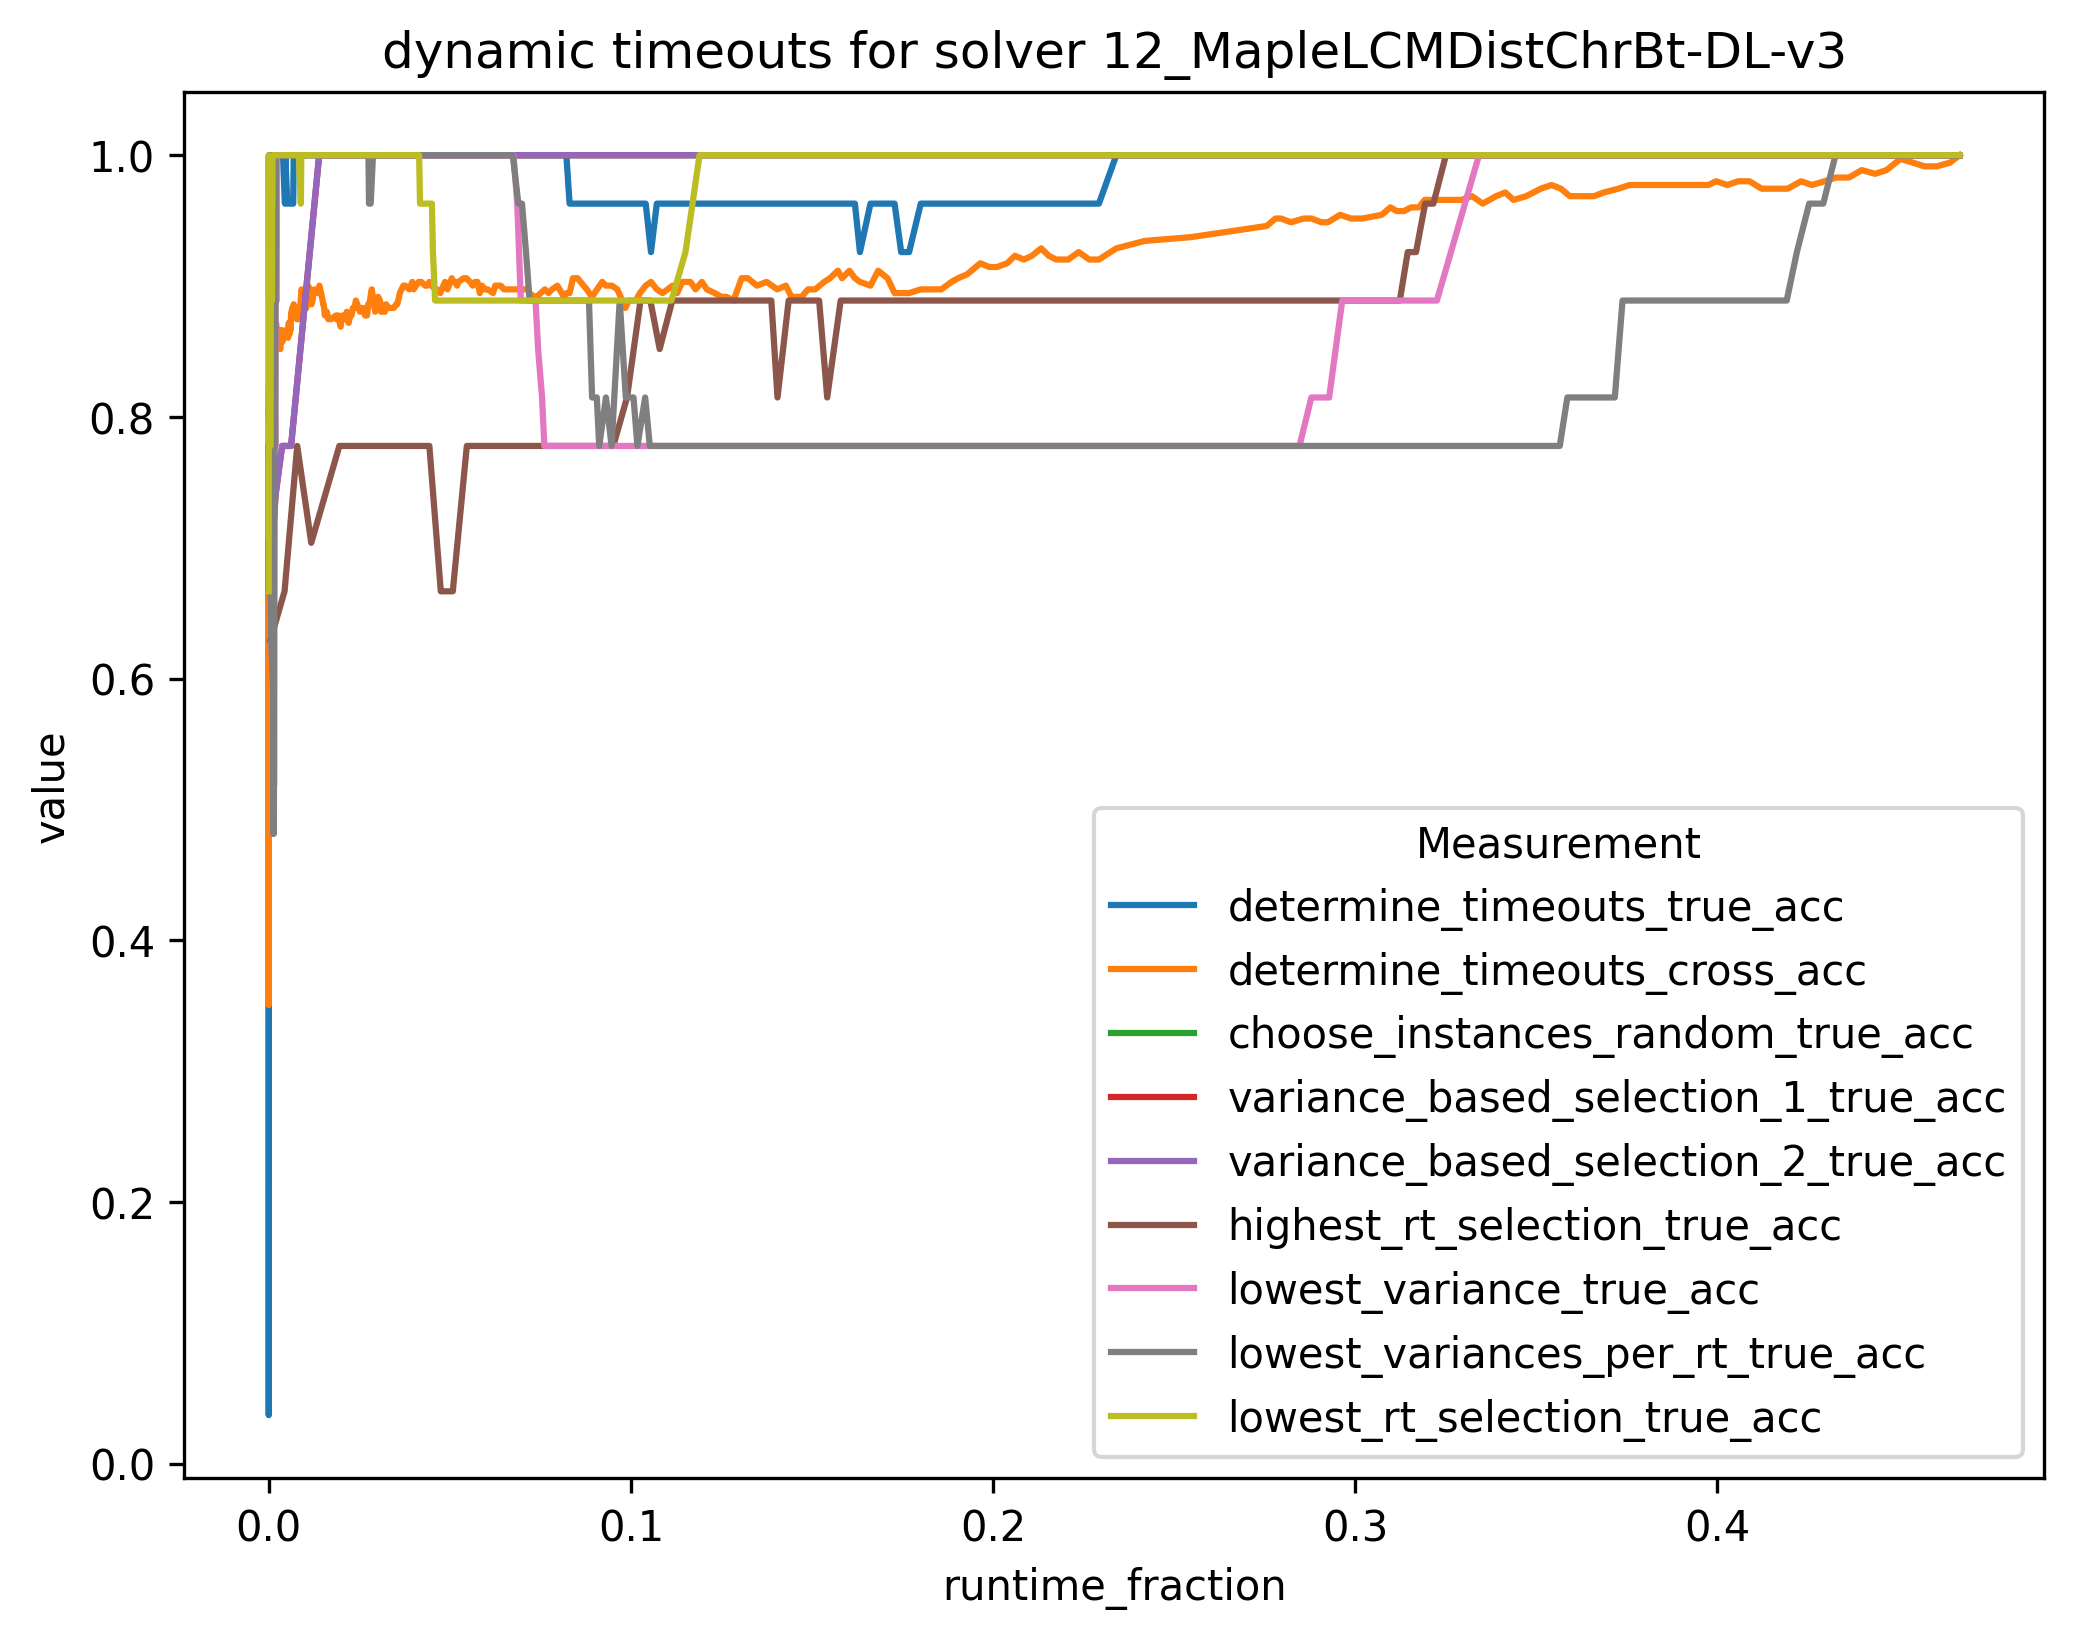 dynamic timeouts for solver 12_MapleLCMDistChrBt-DL-v3
1.0
0.8
0.6
0.4
0.2
0.0
value
Measurement
determine_timeouts_true_acc
determine_timeouts_cross_acc
choose_instances_random_true_acc
variance_based_selection_1_true_acc
variance_based_selection_2_true_acc
highest_rt_selection_true_acc
lowest_variance_true_acc
lowest_variances_per_rt_true_acc
lowest_rt_selection_true_acc
0.0 0.1 0.2 0.3 0.4
runtime_fraction